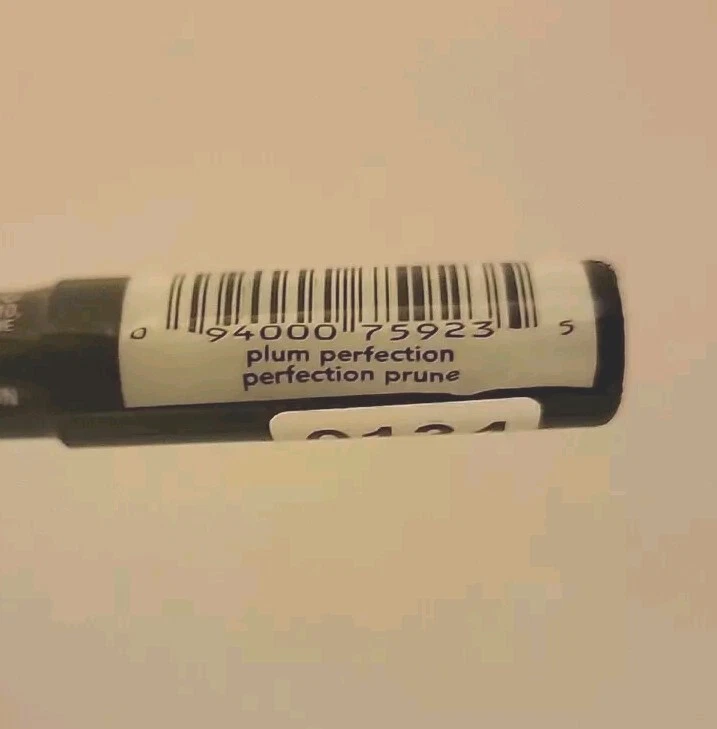 0 94000 75923 5
plum perfection
perfection prune